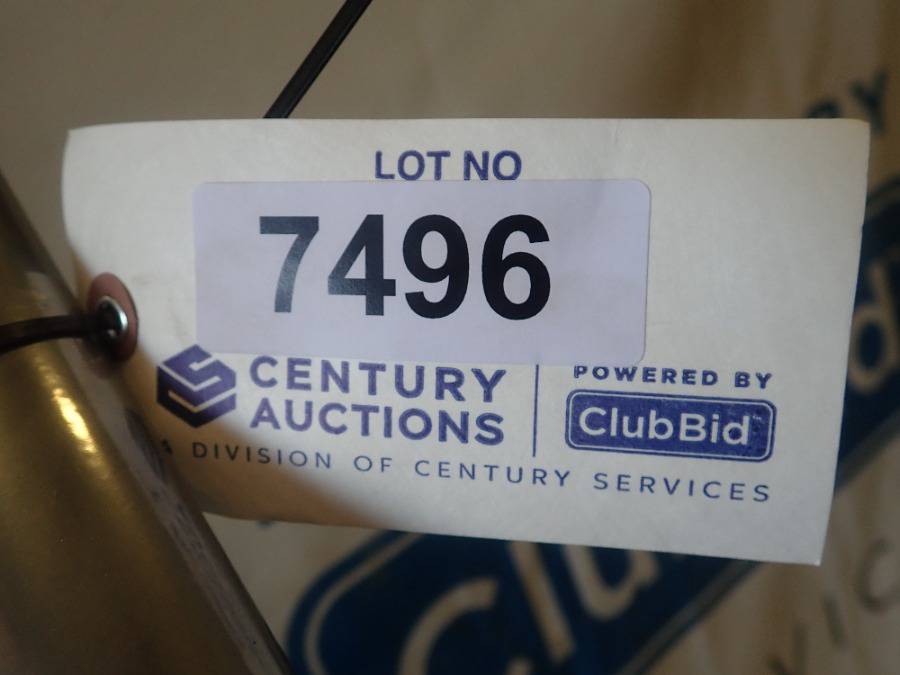 LOT NO
7496
CENTURY
AUCTIONS
POWERED BY
ClubBid
DIVISION OF CENTURY SERVICES